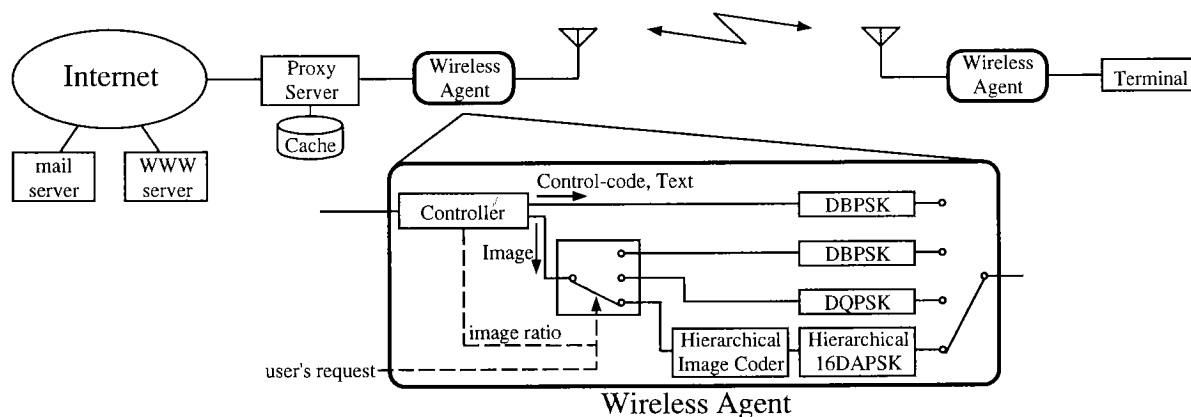 Internet
Proxy
Server
Cache
mail
server
WWW
server
Wireless
Agent
Wireless
Agent
Terminal
Control-code, Text
Controller
Image
image ratio
user's request
DBPSK
DBPSK
DQPSK
Hierarchical
Image Coder
Hierarchical
16DAPSK
Wireless Agent